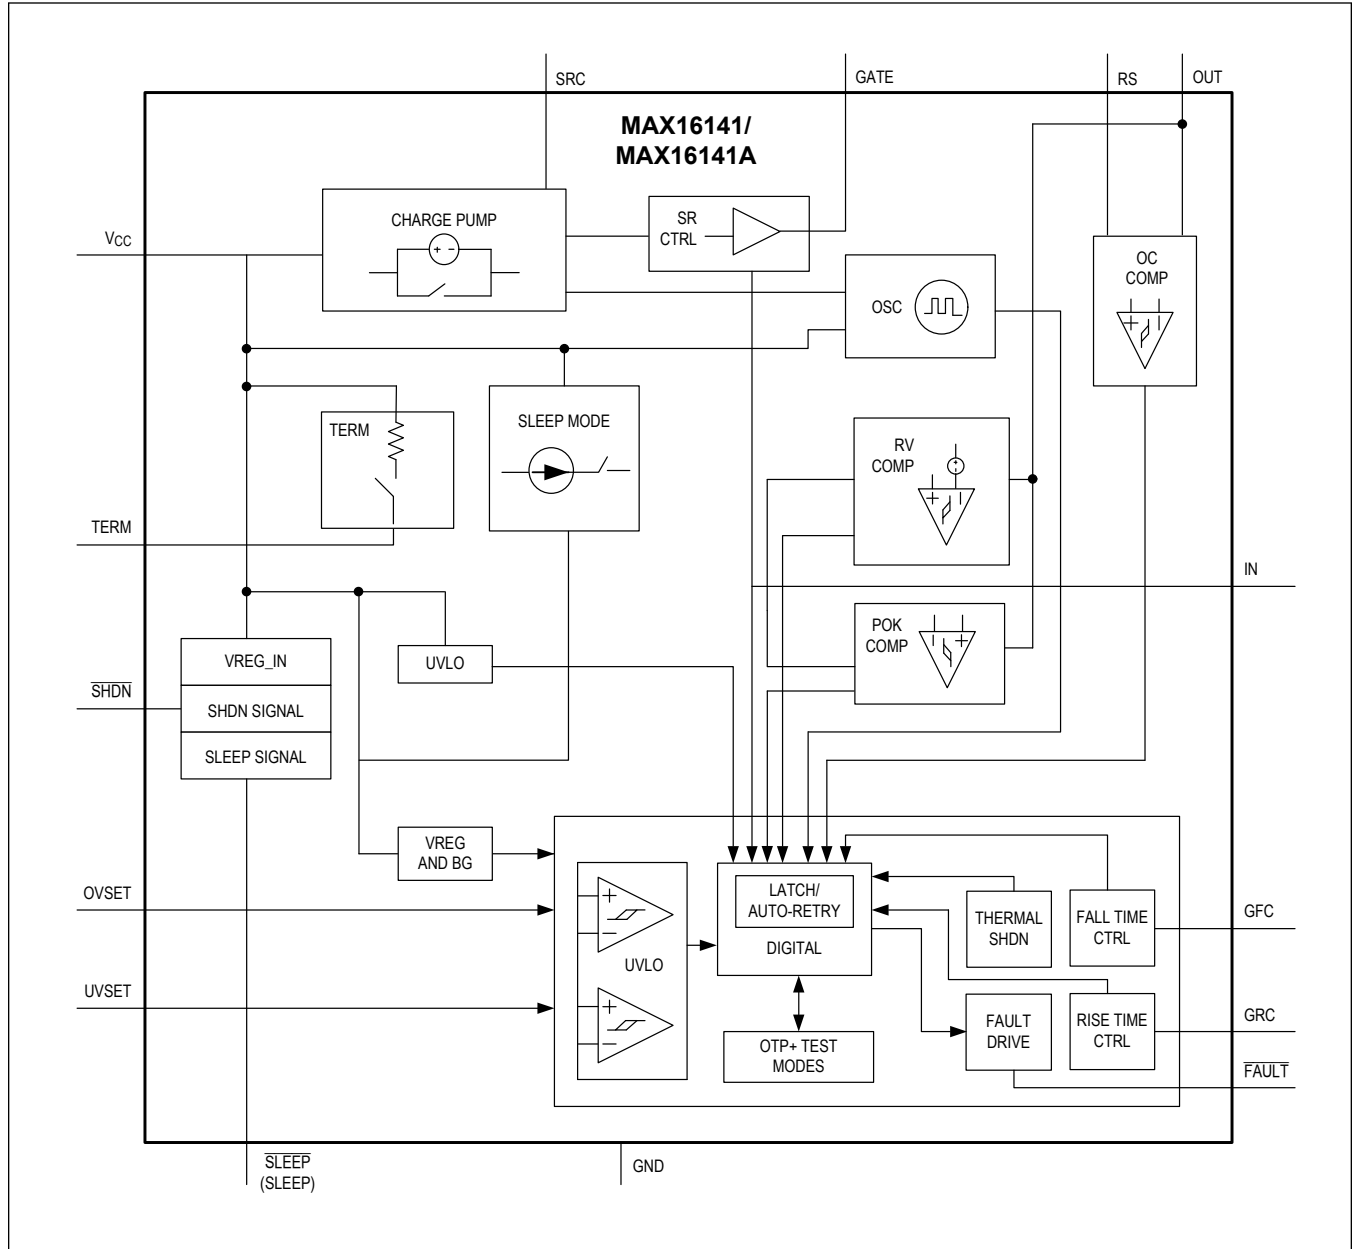 SRC
GATE
RS
OUT
MAX16141/
MAX16141A
CHARGE PUMP
SR
CTRL
VCC
OC
COMP
OSC
TERM
SLEEP MODE
RV
COMP
TERM
IN
POK
COMP
VREG_IN
UVLO
SHDN
SHDN SIGNAL
SLEEP SIGNAL
VREG
AND BG
OVSET
LATCH/
AUTO-RETRY
THERMAL
SHDN
FALL TIME
CTRL
GFC
DIGITAL
UVLO
UVSET
FAULT
DRIVE
RISE TIME
CTRL
GRC
OTP+ TEST
MODES
FAULT
SLEEP
(SLEEP)
GND